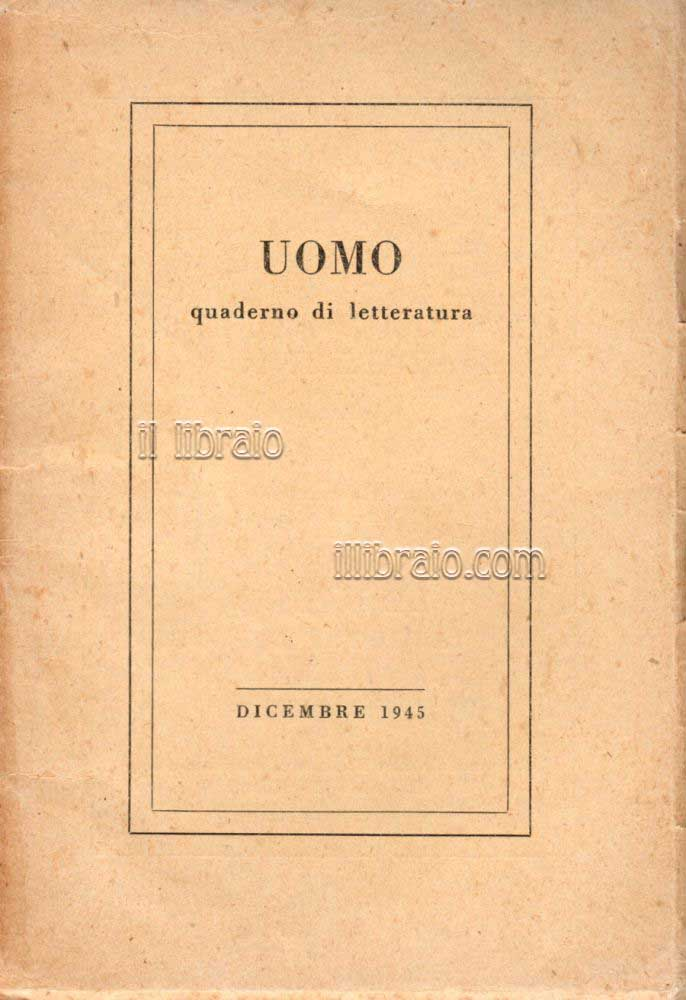 UOMO
quaderno di letteratura
il libraio
illibraio.com
DICEMBRE 1945